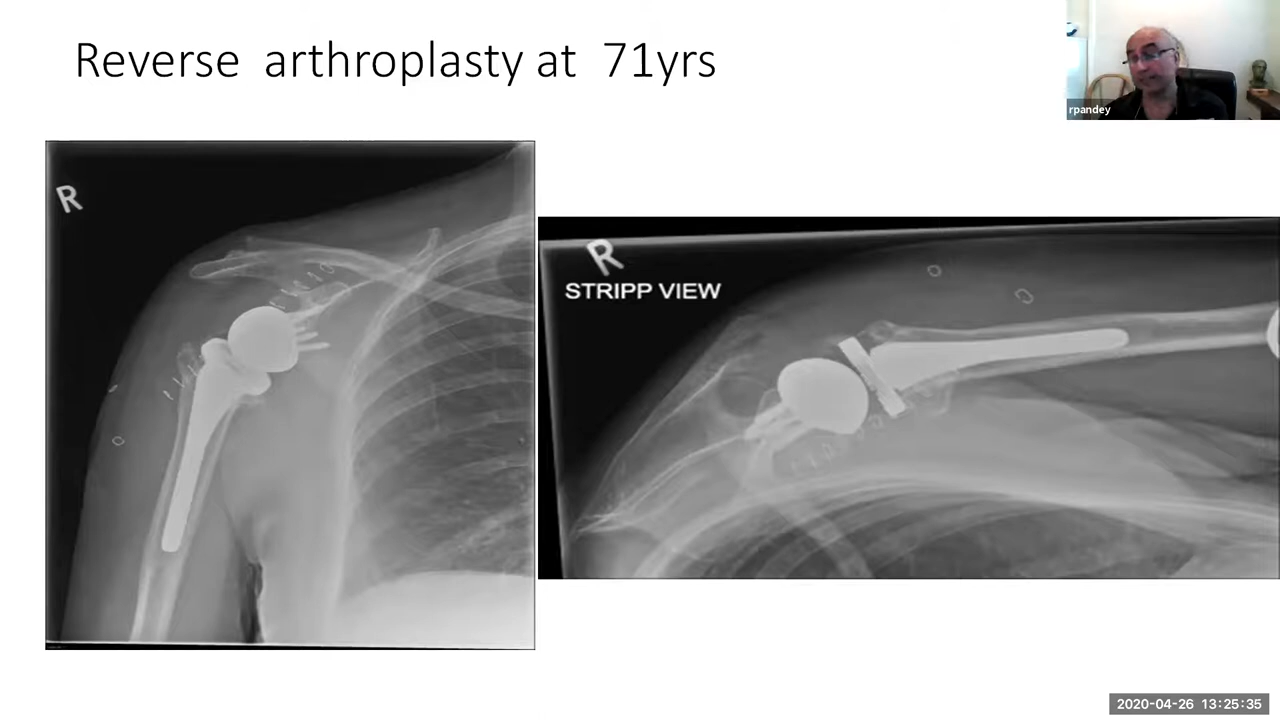 Reverse arthroplasty at 71yrs
rpandey
R
R
STRIPP VIEW
2020-04-26 13:25:35